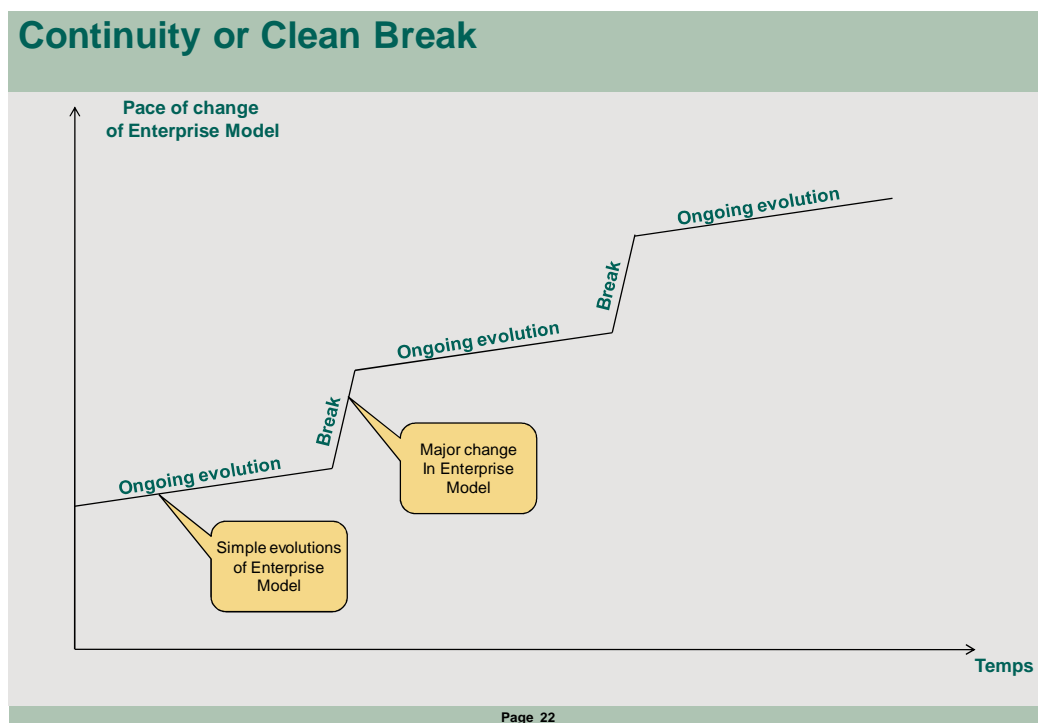 Continuity or Clean Break
Pace of change
of Enterprise Model
Ongoing evolution
Break
Ongoing evolution
Break
Ongoing evolution
Major change
In Enterprise
Model
Simple evolutions
of Enterprise
Model
Temps
Page 22